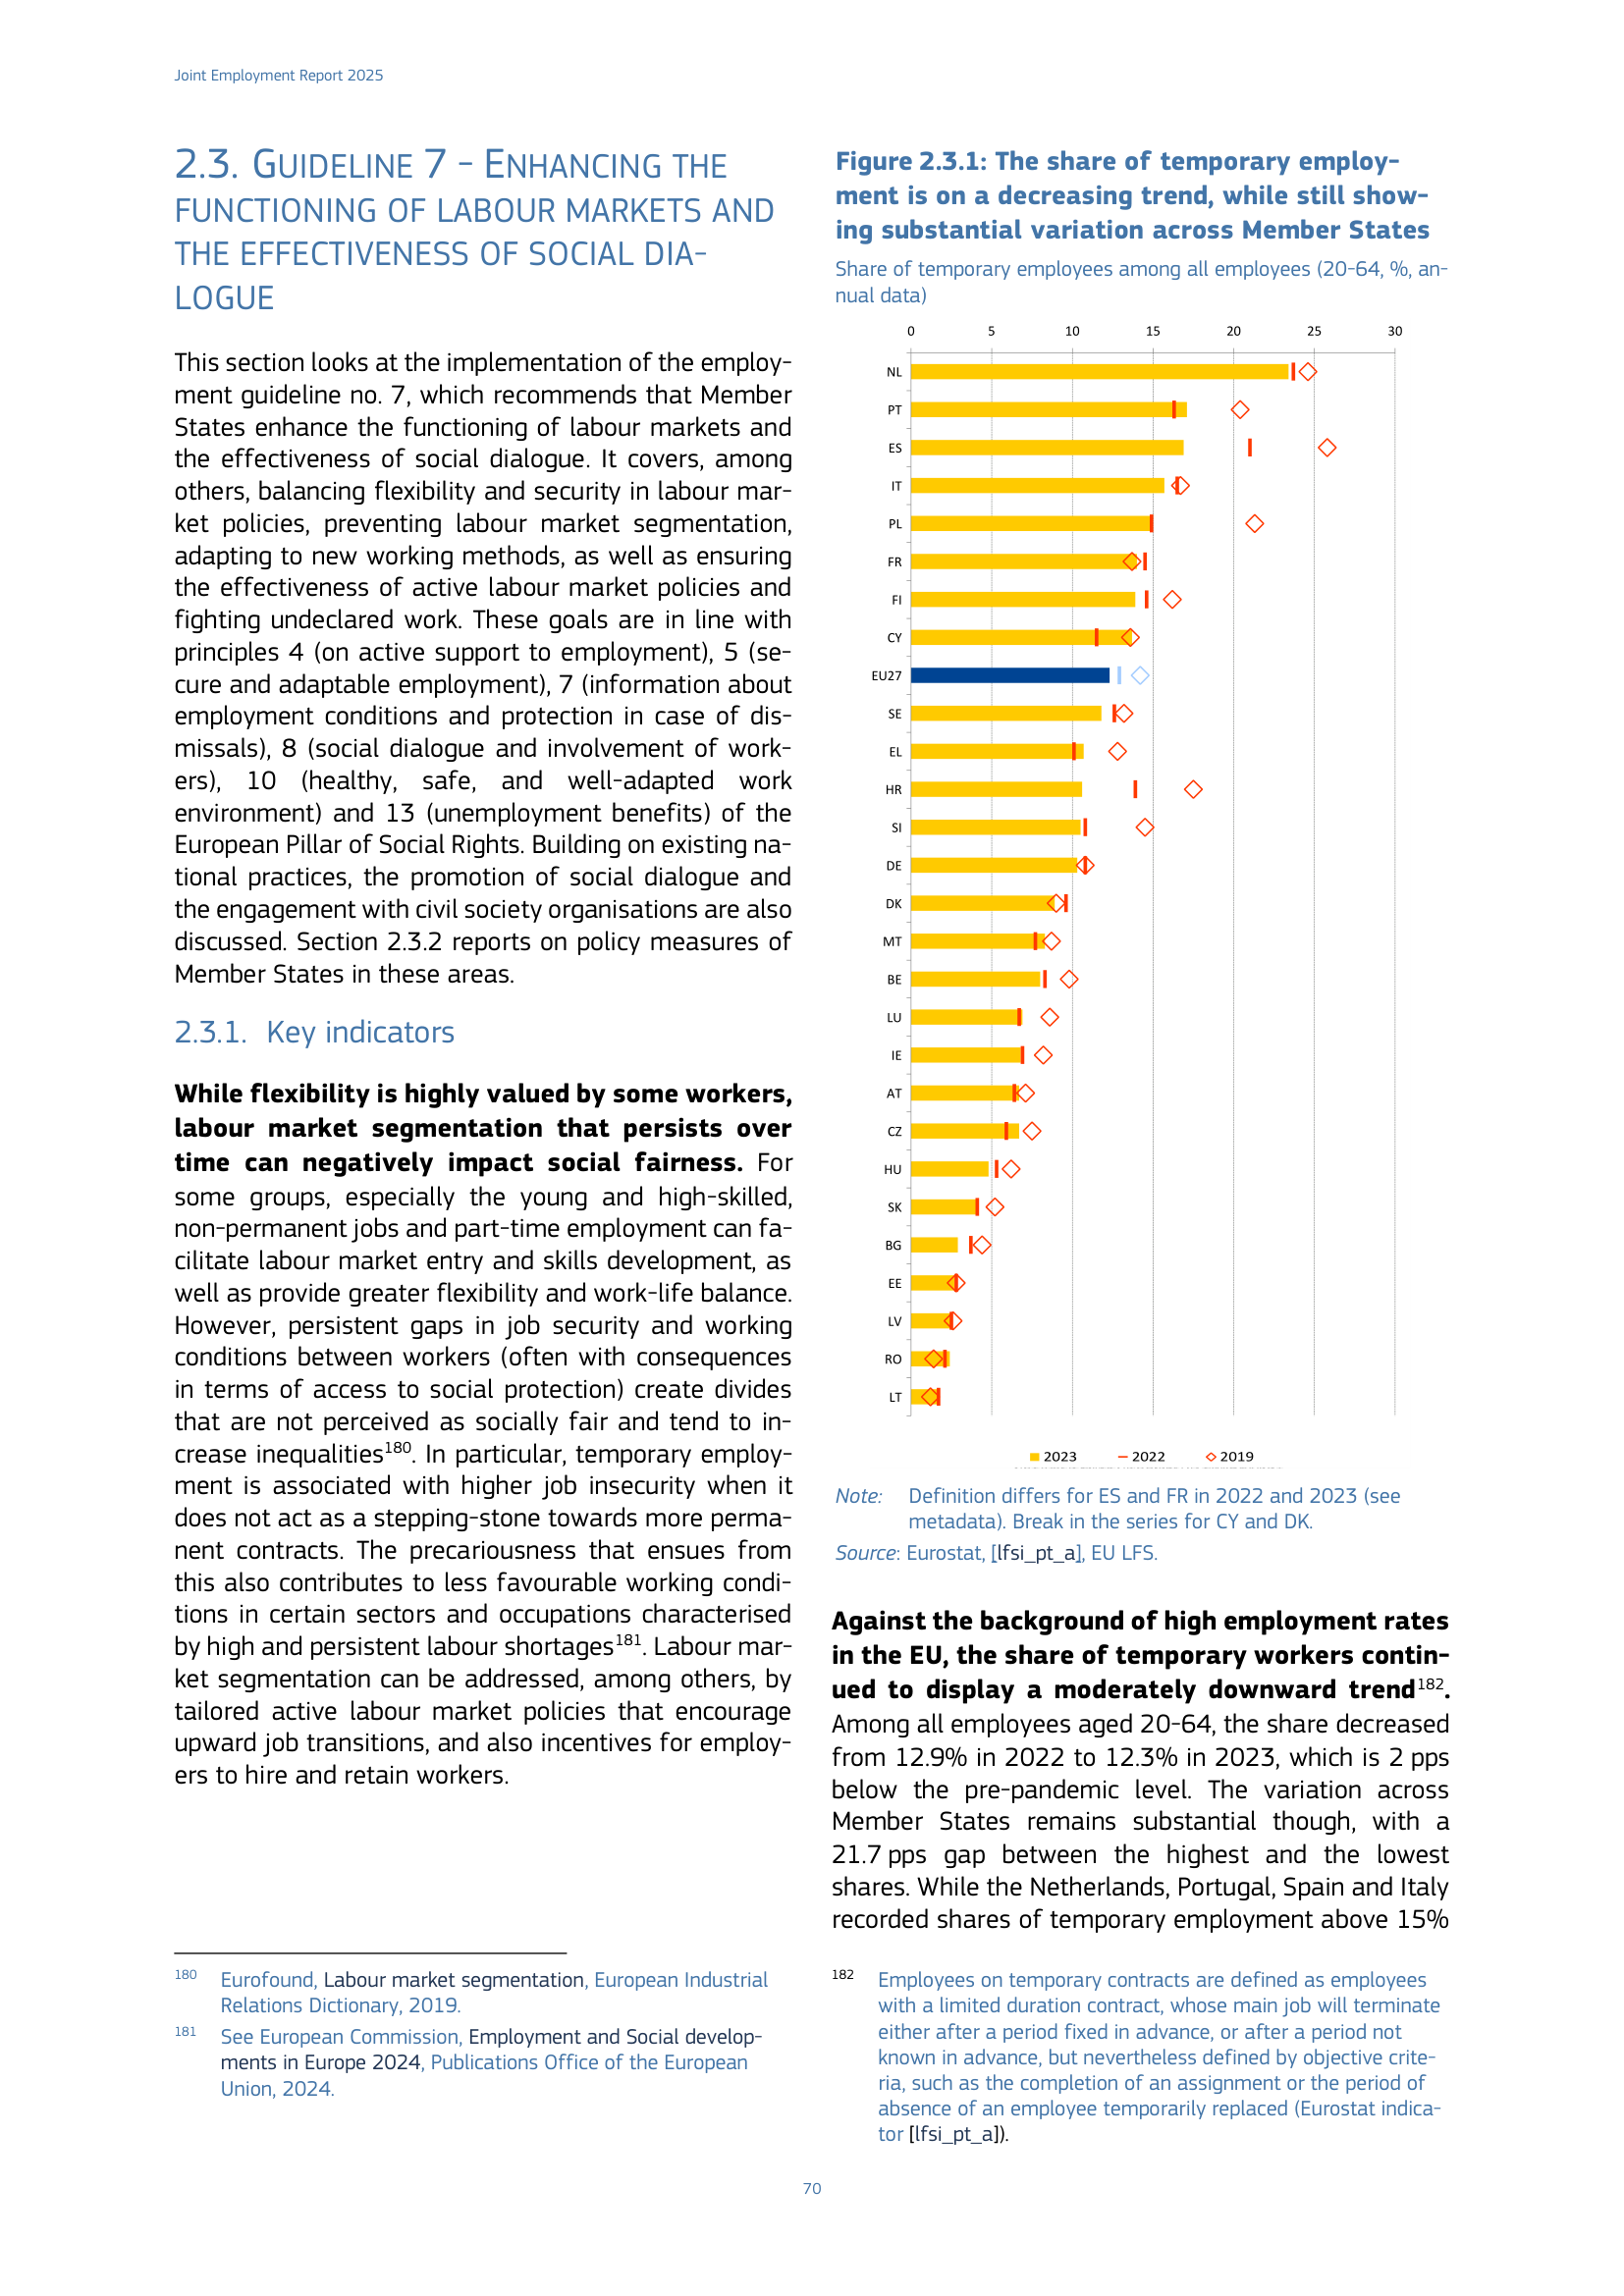 Joint Employment Report 2025
2.3. GUIDELINE 7 – ENHANCING THE
FUNCTIONING OF LABOUR MARKETS AND
THE EFFECTIVENESS OF SOCIAL DIA-
LOGUE
This section looks at the implementation of the employ-
ment guideline no. 7, which recommends that Member
States enhance the functioning of labour markets and
the effectiveness of social dialogue. It covers, among
others, balancing flexibility and security in labour mar-
ket policies, preventing labour market segmentation,
adapting to new working methods, as well as ensuring
the effectiveness of active labour market policies and
fighting undeclared work. These goals are in line with
principles 4 (on active support to employment), 5 (se-
cure and adaptable employment), 7 (information about
employment conditions and protection in case of dis-
missals), 8 (social dialogue and involvement of work-
ers), 10 (healthy, safe, and well-adapted work
environment) and 13 (unemployment benefits) of the
European Pillar of Social Rights. Building on existing na-
tional practices, the promotion of social dialogue and
the engagement with civil society organisations are also
discussed. Section 2.3.2 reports on policy measures of
Member States in these areas.
2.3.1. Key indicators
While flexibility is highly valued by some workers,
labour market segmentation that persists over
time can negatively impact social fairness. For
some groups, especially the young and high-skilled,
non-permanent jobs and part-time employment can fa-
cilitate labour market entry and skills development, as
well as provide greater flexibility and work-life balance.
However, persistent gaps in job security and working
conditions between workers (often with consequences
in terms of access to social protection) create divides
that are not perceived as socially fair and tend to in-
crease inequalities180. In particular, temporary employ-
ment is associated with higher job insecurity when it
does not act as a stepping-stone towards more perma-
nent contracts. The precariousness that ensues from
this also contributes to less favourable working condi-
tions in certain sectors and occupations characterised
by high and persistent labour shortages181. Labour mar-
ket segmentation can be addressed, among others, by
tailored active labour market policies that encourage
upward job transitions, and also incentives for employ-
ers to hire and retain workers.
180 Eurofound, Labour market segmentation, European Industrial
Relations Dictionary, 2019.
181 See European Commission, Employment and Social develop-
ments in Europe 2024, Publications Office of the European
Union, 2024.
Figure 2.3.1: The share of temporary employ-
ment is on a decreasing trend, while still show-
ing substantial variation across Member States
Share of temporary employees among all employees (20-64, %, an-
nual data)
0 5 10 15 20 25 30
NL
PT
ES
IT
PL
FR
FI
CY
EU27
SE
EL
HR
SI
DE
DK
MT
BE
LU
IE
AT
CZ
HU
SK
BG
EE
LV
RO
LT
2023 2022 2019
Note: Definition differs for ES and FR in 2022 and 2023 (see
metadata). Break in the series for CY and DK.
Source: Eurostat, [lfsi_pt_a], EU LFS.
Against the background of high employment rates
in the EU, the share of temporary workers contin-
ued to display a moderately downward trend182.
Among all employees aged 20-64, the share decreased
from 12.9% in 2022 to 12.3% in 2023, which is 2 pps
below the pre-pandemic level. The variation across
Member States remains substantial though, with a
21.7 pps gap between the highest and the lowest
shares. While the Netherlands, Portugal, Spain and Italy
recorded shares of temporary employment above 15%
182 Employees on temporary contracts are defined as employees
with a limited duration contract, whose main job will terminate
either after a period fixed in advance, or after a period not
known in advance, but nevertheless defined by objective crite-
ria, such as the completion of an assignment or the period of
absence of an employee temporarily replaced (Eurostat indica-
tor [lfsi_pt_a]).
70